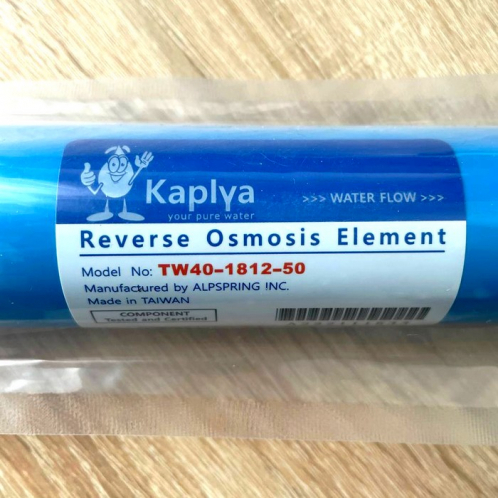 Kaplya
your pure water
>>> WATER FLOW >>>
Reverse Osmosis Element
Model No: TW40-1812-50
Manufactured by ALPSPRING INC.
Made in TAIWAN
COMPONENT
Tested and Certified